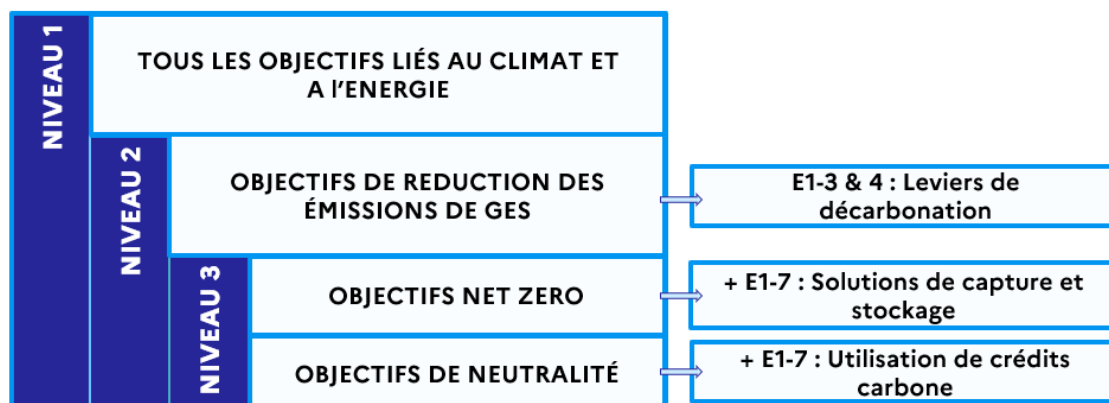 NIVEAU 1
TOUS LES OBJECTIFS LIÉS AU CLIMAT ET
A l’ENERGIE
NIVEAU 2
OBJECTIFS DE REDUCTION DES
ÉMISSIONS DE GES
E1-3 & 4 : Leviers de
décarbonation
NIVEAU 3
OBJECTIFS NET ZERO
+ E1-7 : Solutions de capture et
stockage
OBJECTIFS DE NEUTRALITÉ
+ E1-7 : Utilisation de crédits
carbone